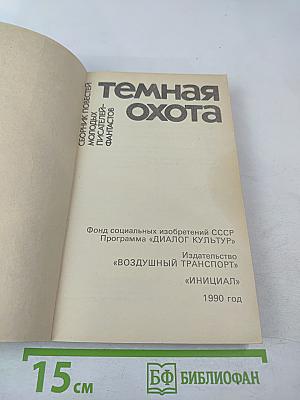 СБОРНИК ПОВЕСТЕЙ
МОЛОДЫХ
ПИСАТЕЛЕЙ-
ФАНТАСТОВ
темная
охота
Фонд социальных изобретений СССР
Программа «ДИАЛОГ КУЛЬТУР»
Издательство
«ВОЗДУШНЫЙ ТРАНСПОРТ»
«ИНИЦИАЛ»
1990 год
15 см
БФ БИБЛИОФАН